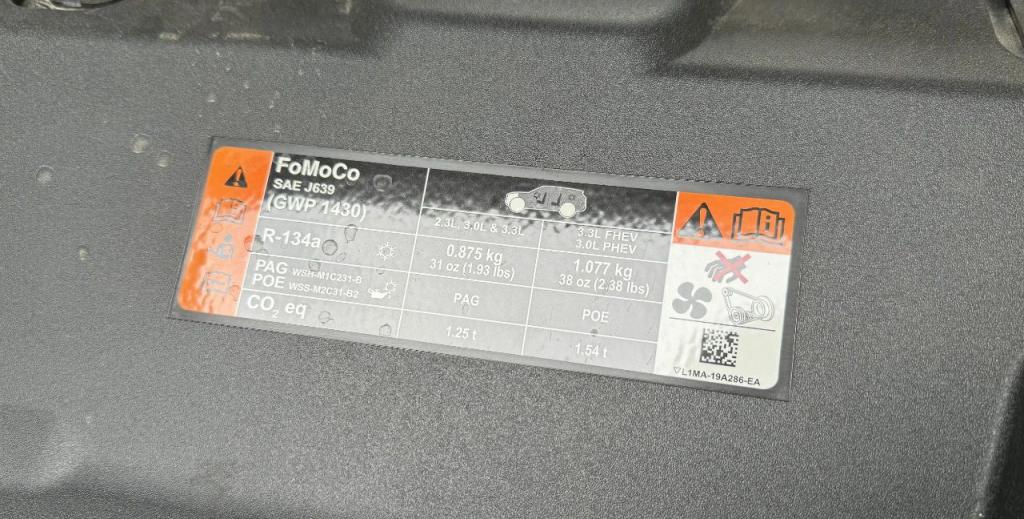 FoMoCo
SAE J639
(GWP 1430)
2.3L, 3.0L & 3.3L
3.3L FHEV
3.0L PHEV
R-134a
0.875 kg
31 oz (1.93 lbs)
1.077 kg
38 oz (2.38 lbs)
PAG WSH-M1C231-B
POE WSS-M2C31-B2
PAG
POE
CO₂ eq
1.25 t
1.54 t
▽L1MA-19A286-EA